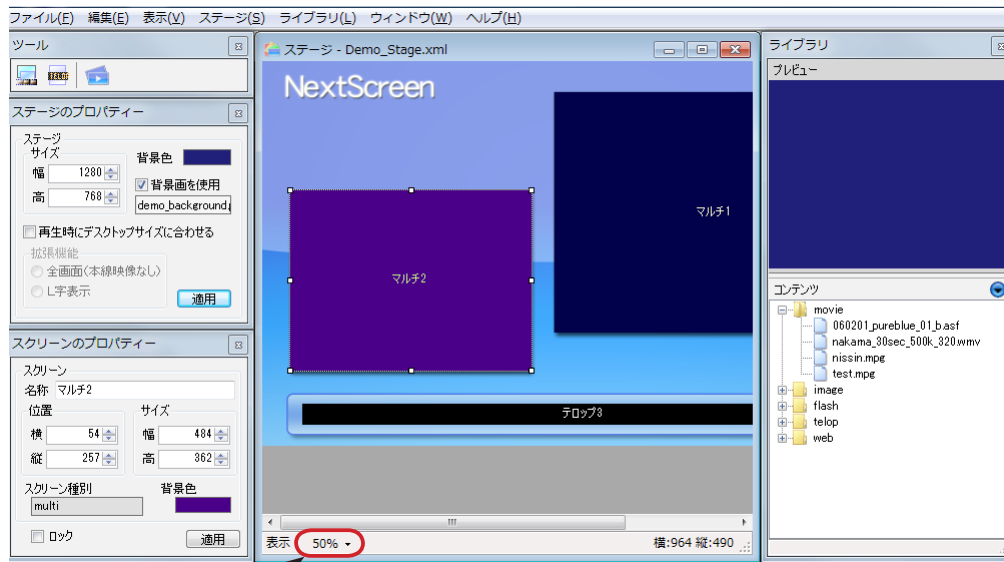 ファイル(F) 編集(E) 表示(V) ステージ(S) ライブラリ(L) ウィンドウ(W) ヘルプ(H)
ツール
ステージのプロパティー
ステージ
サイズ
幅 1280
高 768
背景色
背景画を使用
demo_background.
再生時にデスクトップサイズに合わせる
拡張機能
全画面(本線映像なし)
L字表示
適用
スクリーンのプロパティー
スクリーン
名称 マルチ2
位置
横 54
縦 257
サイズ
幅 484
高 362
スクリーン種別
multi
背景色
ロック
適用
ステージ - Demo_Stage.xml
NextScreen
マルチ1
マルチ2
テロップ3
表示 50%
横:964 縦:490
ライブラリ
プレビュー
コンテンツ
movie
060201_pureblue_01_b.asf
nakama_30sec_500k_320.wmv
nissin.mpg
test.mpg
image
flash
telop
web